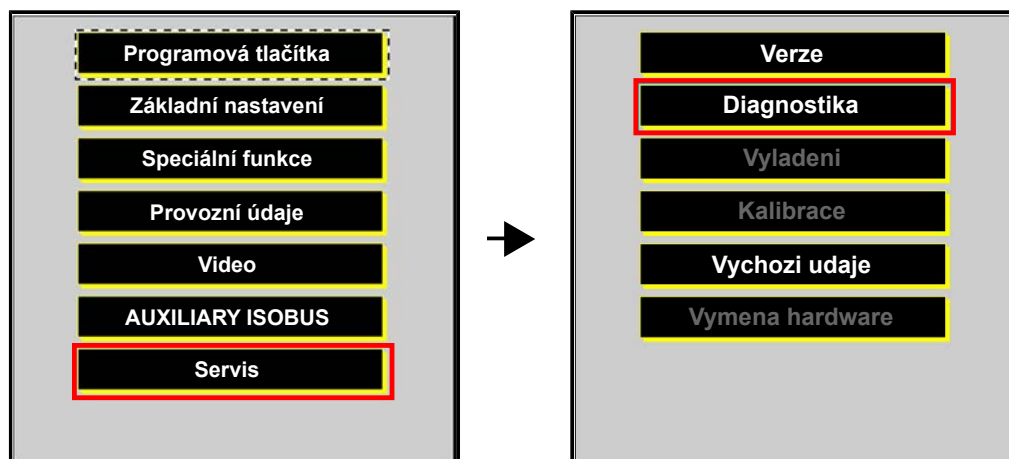 Programová tlačítka
Základní nastavení
Speciální funkce
Provozní údaje
Video
AUXILIARY ISOBUS
Servis
Verze
Diagnostika
Vyladeni
Kalibrace
Vychozi udaje
Vymena hardware